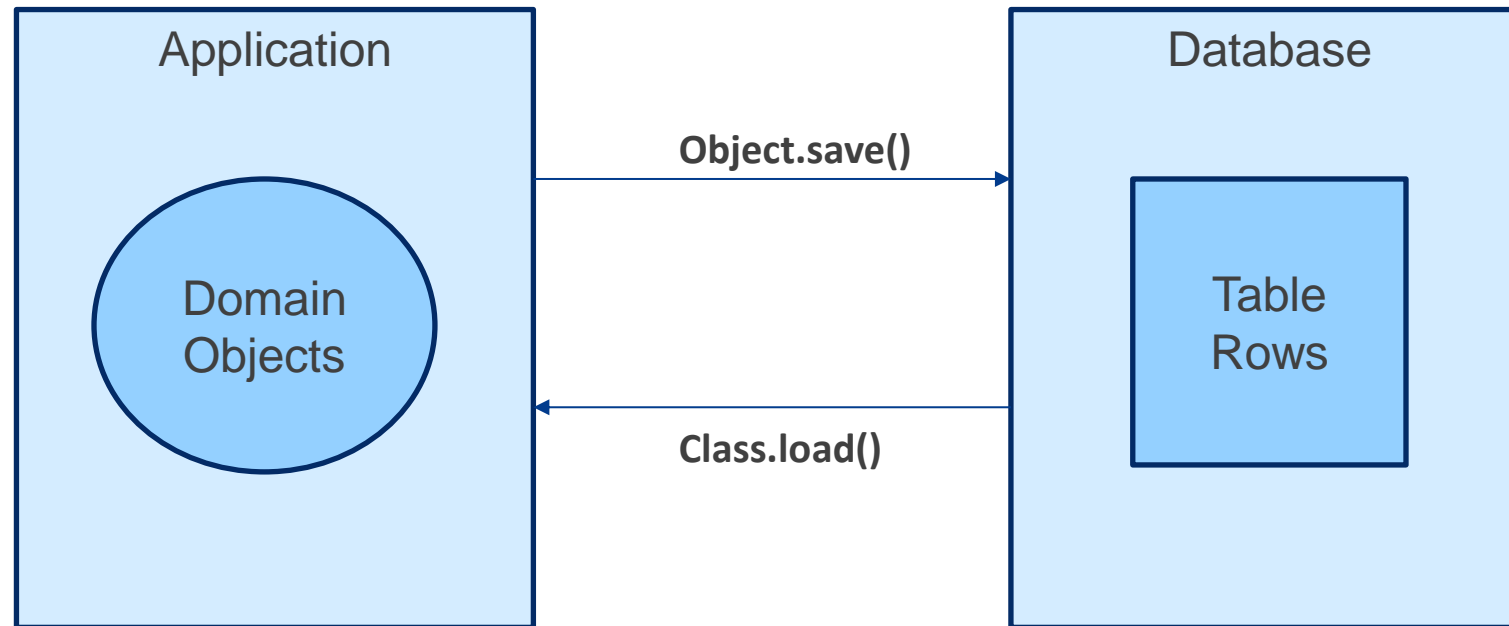 Application
Database
Object.save()
Domain
Objects
Table
Rows
Class.load()